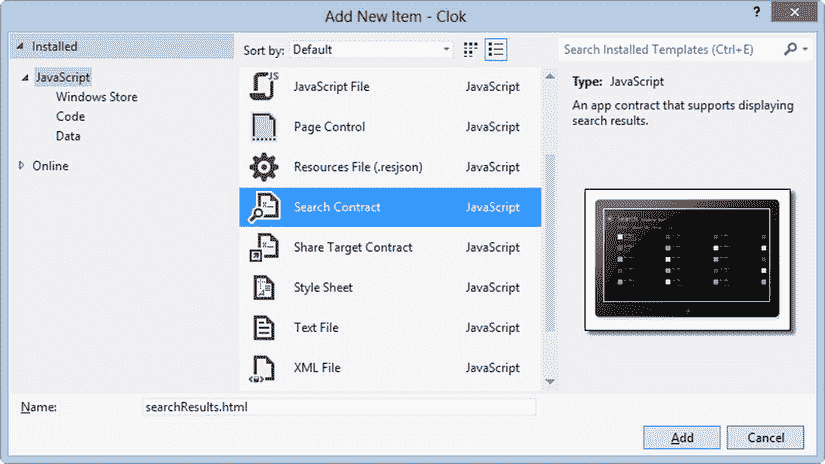 Add New Item - Clok
?
Installed
JavaScript
Windows Store
Code
Data
Online
Sort by: Default
JavaScript File JavaScript
Page Control JavaScript
Resources File (.resjson) JavaScript
Search Contract JavaScript
Share Target Contract JavaScript
Style Sheet JavaScript
Text File JavaScript
XML File JavaScript
Search Installed Templates (Ctrl+E)
Type: JavaScript
An app contract that supports displaying
search results.
Name: searchResults.html
Add Cancel